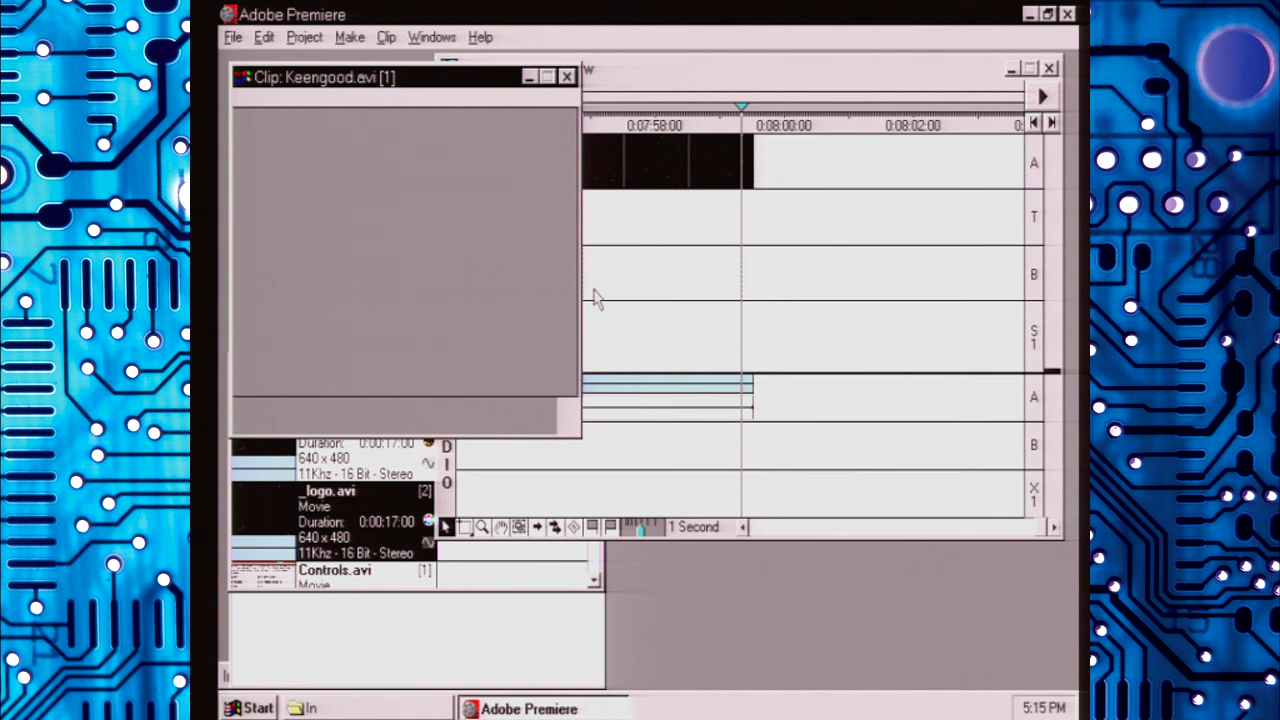 Adobe Premiere
File Edit Project Make Clip Windows Help
Clip: Keengood.avi [1]
w
0:07:58:00 0:08:00:00 0:08:02:00 0:
A
T
B
S
1
A
B
X
1
D
I
O
Duration: 0:00:17:00
640 x 480
11Khz - 16 Bit - Stereo
_logo.avi [2]
Movie
Duration: 0:00:17:00
640 x 480
11Khz - 16 Bit - Stereo
Controls.avi [1]
Movie
1 Second
Start In Adobe Premiere 5:15 PM